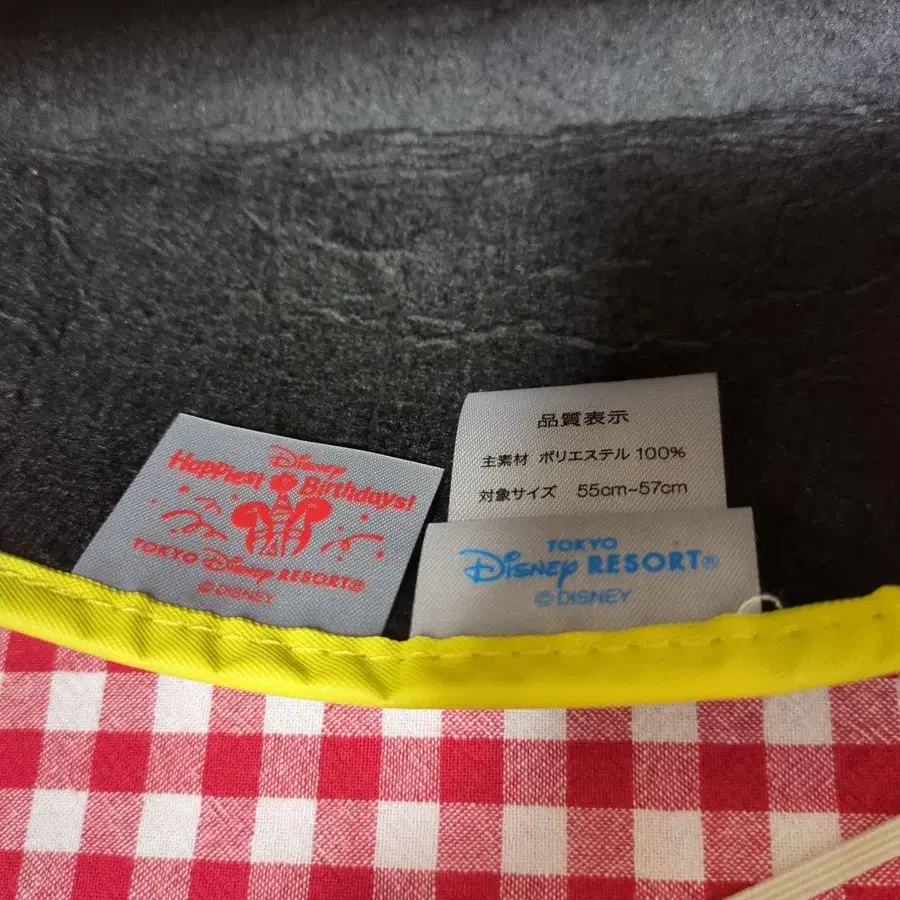 Disney
Happiest Birthdays!
TOKYO Disney RESORT®
© DISNEY
品質表示
主素材 ポリエステル 100%
対象サイズ 55cm~57cm
TOKYO
Disney RESORT®
© DISNEY